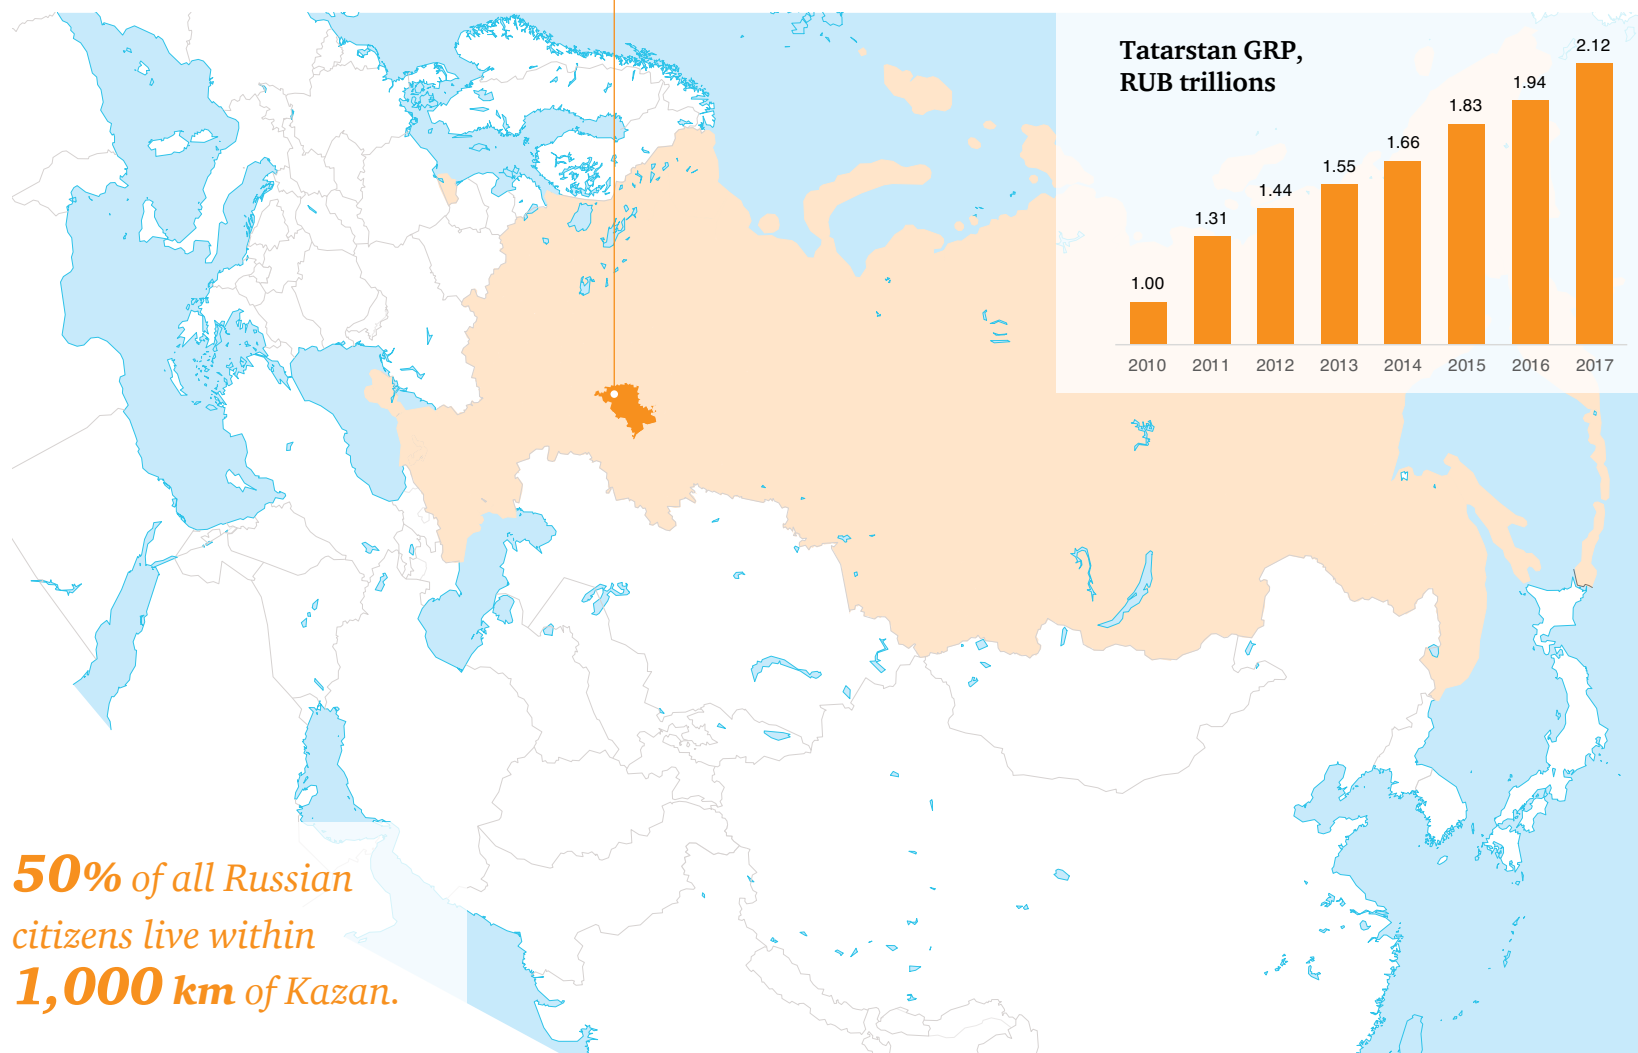 Tatarstan GRP,
RUB trillions
1.00
1.31
1.44
1.55
1.66
1.83
1.94
2.12
2010 2011 2012 2013 2014 2015 2016 2017
50% of all Russian
citizens live within
1,000 km of Kazan.